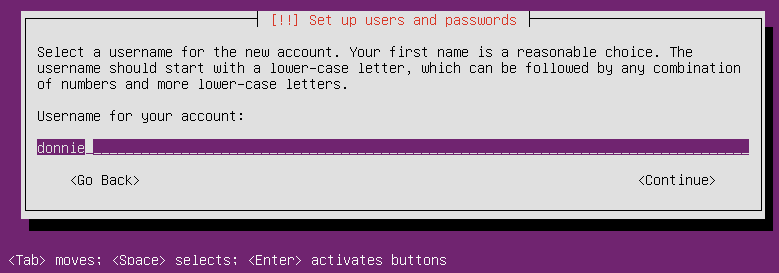 [!!] Set up users and passwords
Select a username for the new account. Your first name is a reasonable choice. The
username should start with a lower-case letter, which can be followed by any combination
of numbers and more lower-case letters.
Username for your account:
donnie
<Go Back> <Continue>
<Tab> moves; <Space> selects; <Enter> activates buttons